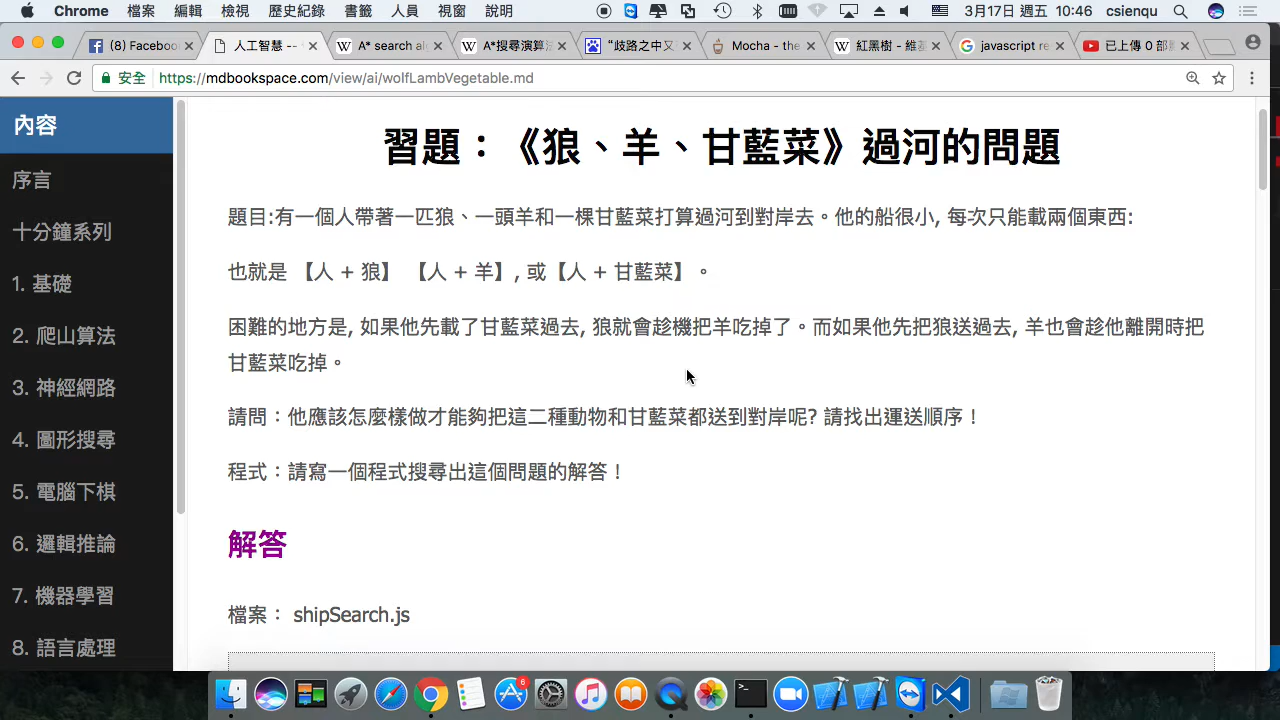 Chrome 檔案 編輯 檢視 歷史紀錄 書籤 人員 視窗 說明 3月17日 週五 10:46 csienqu
(8) Faceboo
人工智慧 --
A* search al
A*搜尋演算
“歧路之中又
Mocha - the
紅黑樹 - 維基
javascript re
已上傳 0 部
安全 https://mdbookspace.com/view/ai/wolfLambVegetable.md
內容
序言
十分鐘系列
1. 基礎
2. 爬山算法
3. 神經網路
4. 圖形搜尋
5. 電腦下棋
6. 邏輯推論
7. 機器學習
8. 語言處理
習題：《狼、羊、甘藍菜》過河的問題
題目:有一個人帶著一匹狼、一頭羊和一棵甘藍菜打算過河到對岸去。他的船很小, 每次只能載兩個東西:
也就是 【人 + 狼】 【人 + 羊】, 或【人 + 甘藍菜】 。
困難的地方是, 如果他先載了甘藍菜過去, 狼就會趁機把羊吃掉了。而如果他先把狼送過去, 羊也會趁他離開時把
甘藍菜吃掉。
請問：他應該怎麼樣做才能夠把這二種動物和甘藍菜都送到對岸呢? 請找出運送順序！
程式：請寫一個程式搜尋出這個問題的解答！
解答
檔案： shipSearch.js
6